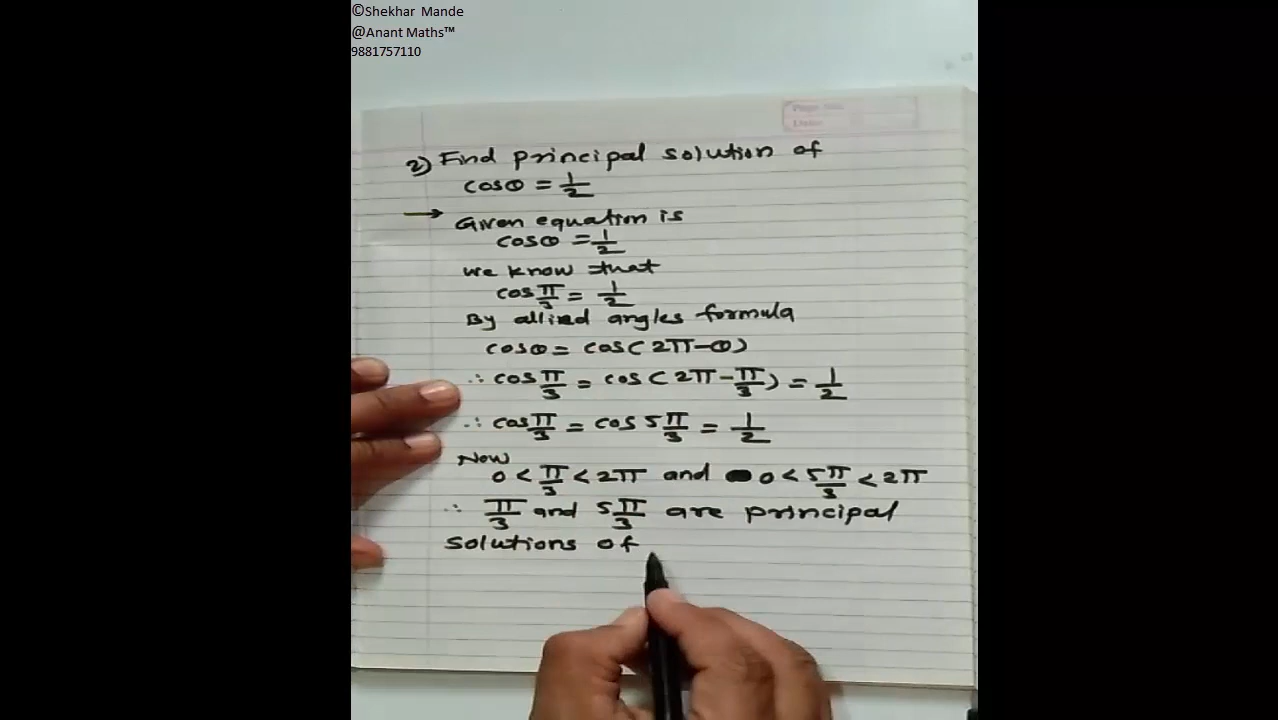 ©Shekhar Mande
@Anant Maths™
9881757110
Page No.
Date
2) Find principal solution of
cosθ = 1/2
→ Given equation is
cosθ = 1/2
we know that
cos π/3 = 1/2
By allied angles formula
cosθ = cos(2π-θ)
∴ cos π/3 = cos(2π - π/3) = 1/2
∴ cos π/3 = cos 5π/3 = 1/2
Now
0 < π/3 < 2π and 0 < 5π/3 < 2π
∴ π/3 and 5π/3 are principal
solutions of